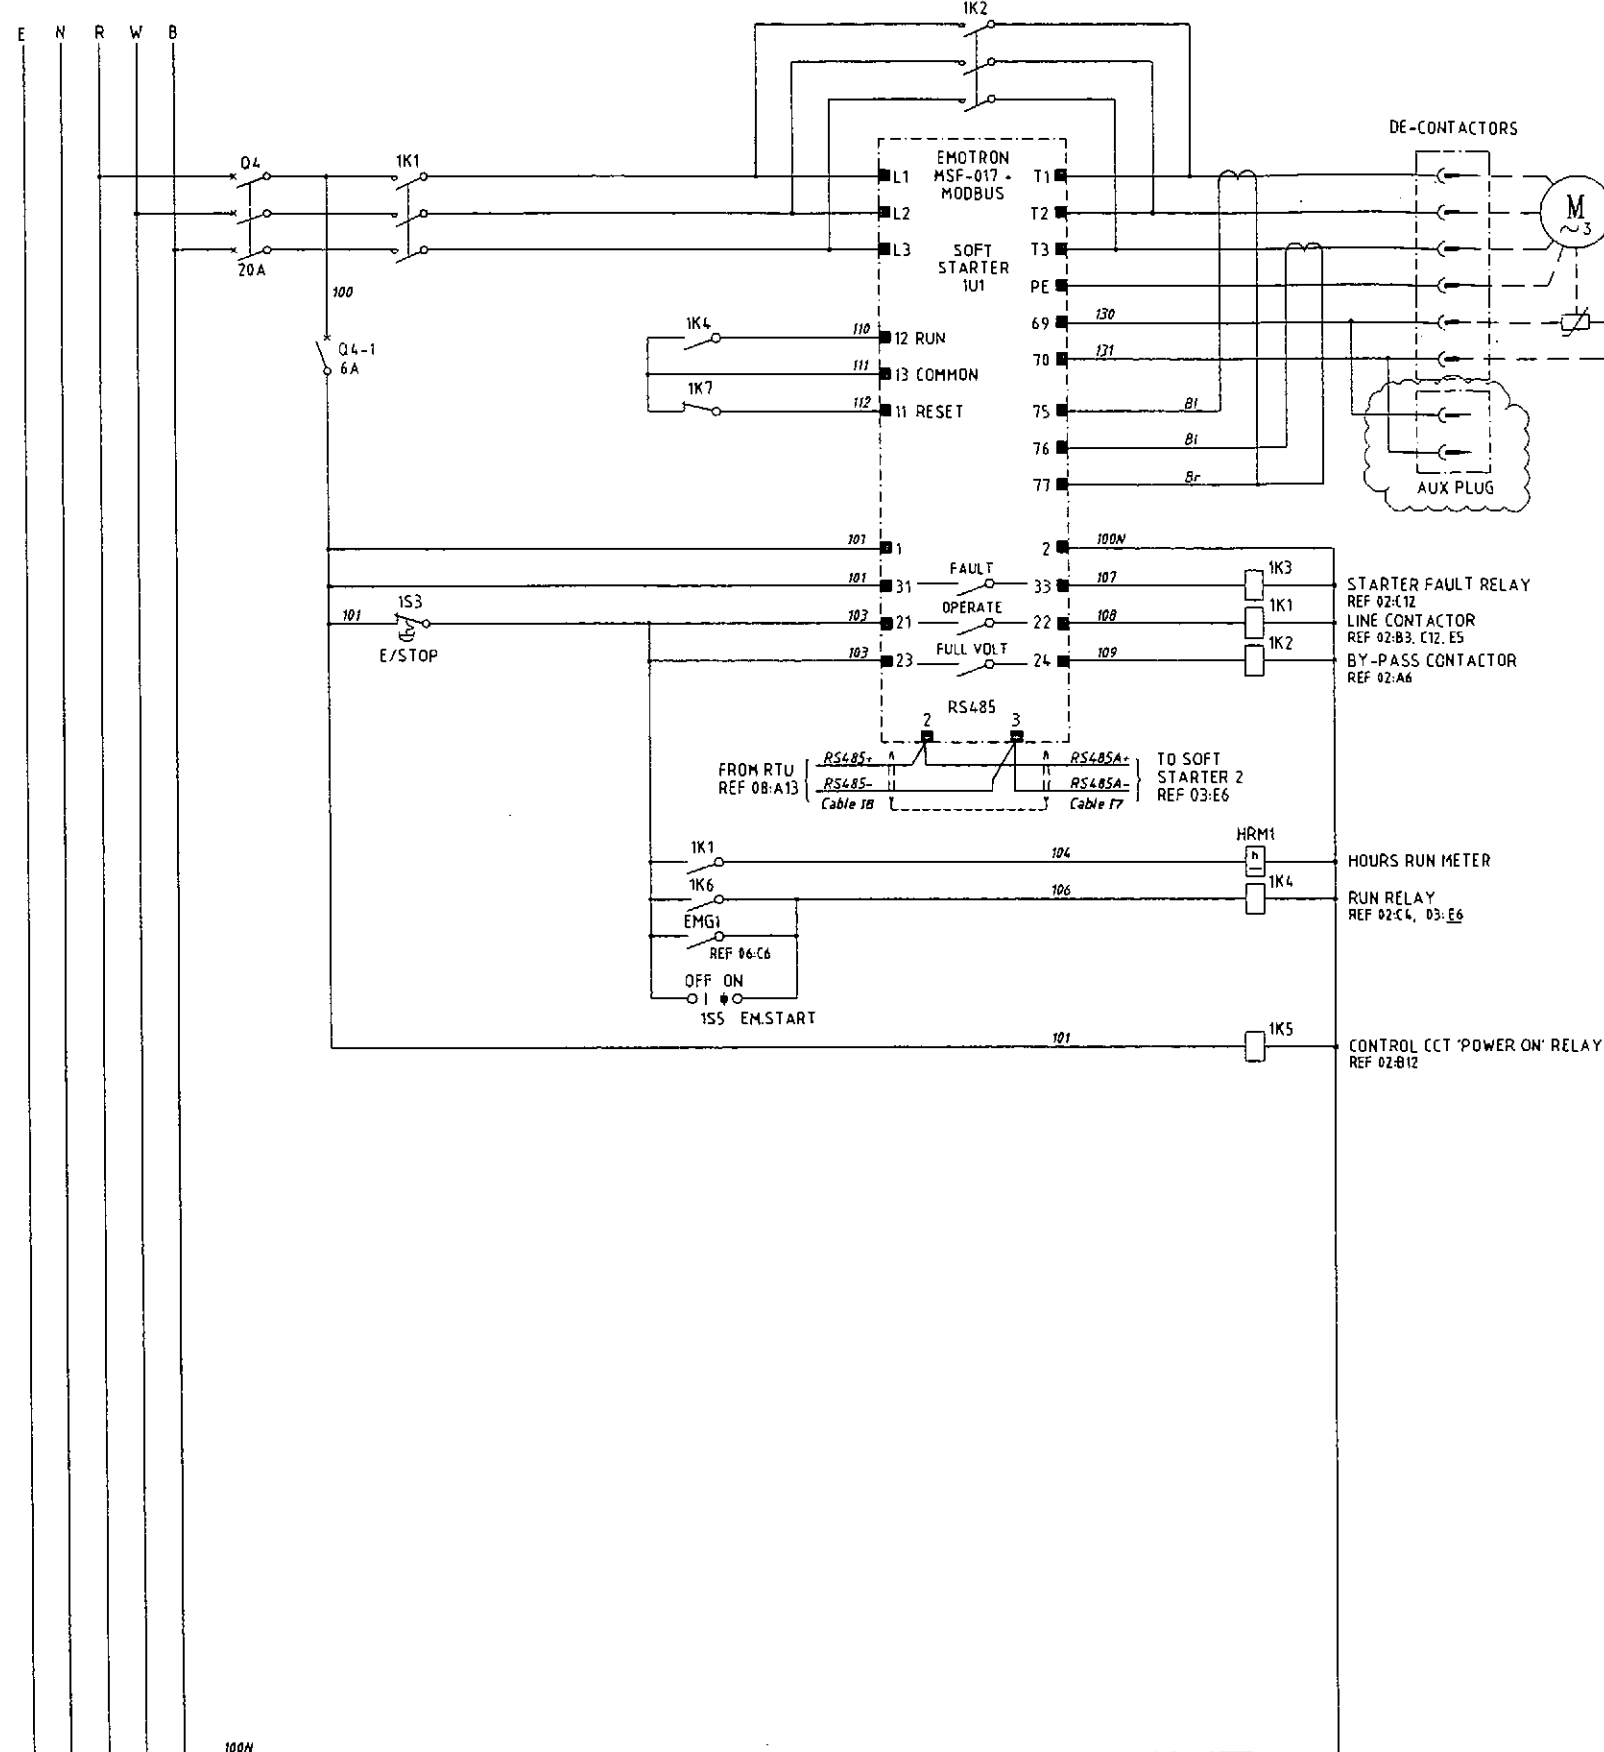 1K2
E N R W B
DE-CONTACTORS
Q4
1K1
20A
EMOTRON
MSF-017 +
MODBUS
L1
T1
L2
T2
L3
T3
SOFT
STARTER
1U1
PE
M
~3
100
Q4-1
6A
1K4
110
12 RUN
69
130
111
13 COMMON
70
131
1K7
112
11 RESET
75
Bl
76
Bl
77
Br
AUX PLUG
101
1
2
100N
101
31
FAULT
33
107
1K3
STARTER FAULT RELAY
REF 02:C12
101
1S3
E/STOP
103
21
OPERATE
22
108
1K1
LINE CONTACTOR
REF 02:B3, C12, E5
103
23
FULL VOLT
24
109
1K2
BY-PASS CONTACTOR
REF 02:A6
RS485
2
3
FROM RTU
REF 08:A13
RS485+
RS485-
Cable 18
RS485A+
RS485A-
Cable 17
TO SOFT
STARTER 2
REF 03:E6
1K1
104
HRM1
h
HOURS RUN METER
1K6
106
1K4
RUN RELAY
REF 02:C4, 03:E6
EMG1
REF 06:C6
OFF ON
1S5 EM.START
101
1K5
CONTROL CCT 'POWER ON' RELAY
REF 02:B12
100N